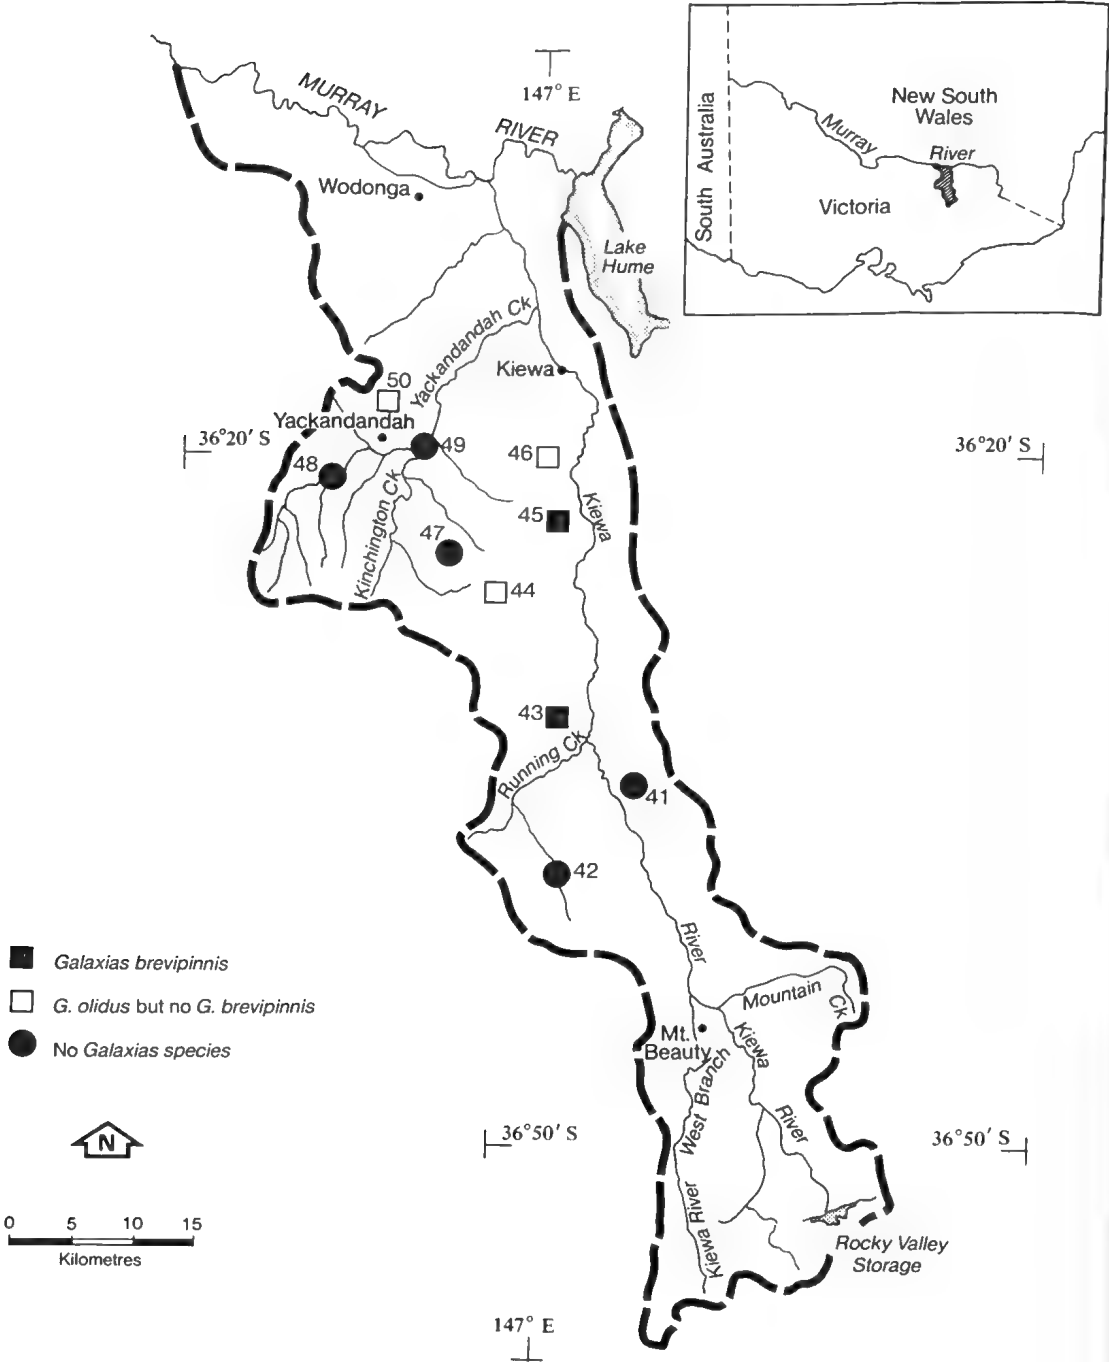 MURRAY
RIVER
147° E
Wodonga
Lake
Hume
South Australia
New South
Wales
Murray
River
Victoria
Yackandandah Ck
Kiewa
50
Yackandandah
36°20′ S
36°20′ S
49
48
46
45
Kiewa
Kinchington Ck
47
44
43
Running Ck
41
42
River
Galaxias brevipinnis
G. olidus but no G. brevipinnis
No Galaxias species
Mountain
Ck
Mt.
Beauty
Kiewa
West Branch
River
N
36°50′ S
36°50′ S
Kiewa River
0 5 10 15
Kilometres
Rocky Valley
Storage
147° E